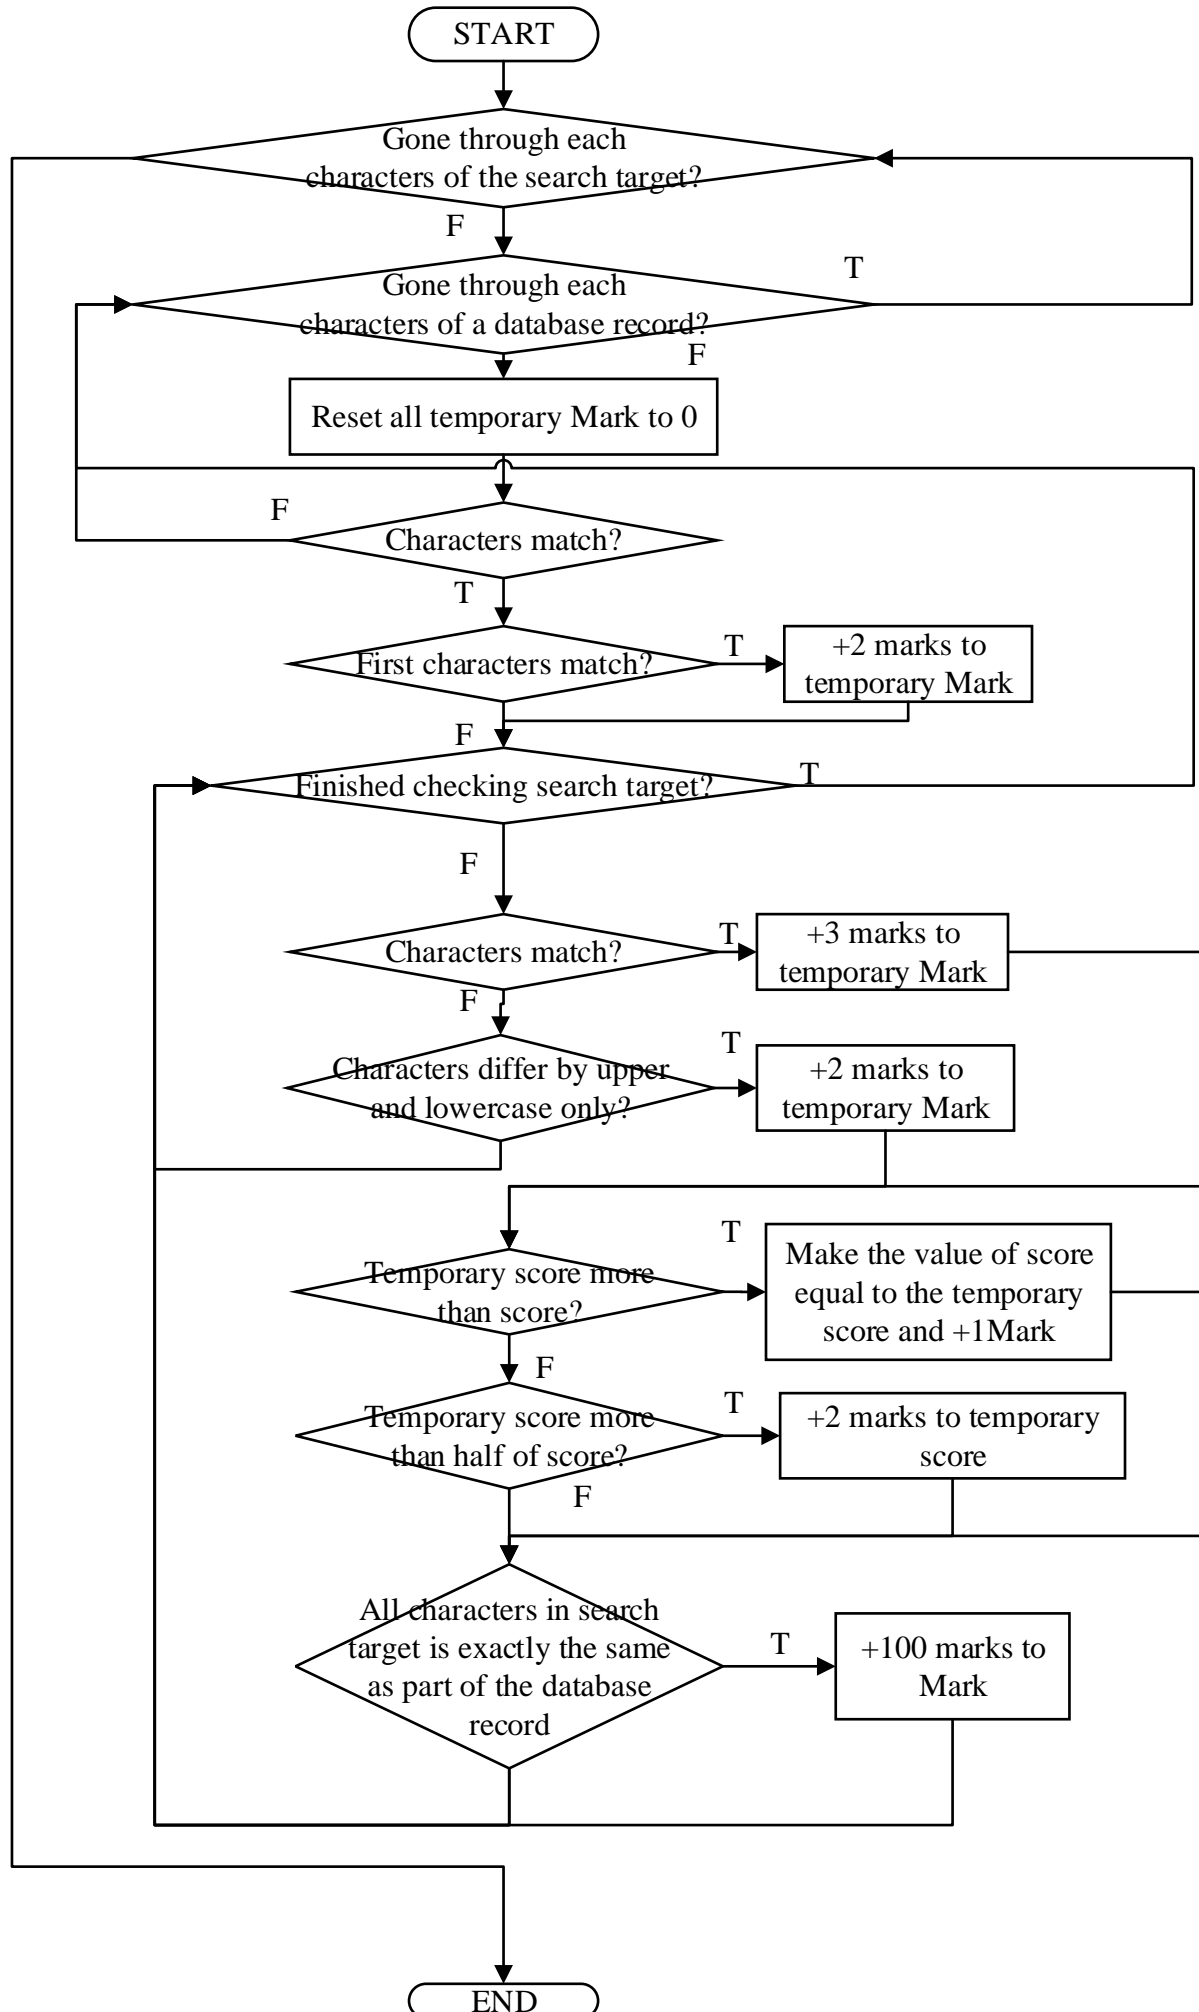 START
Gone through each
characters of the search target?
F
Gone through each
characters of a database record?
T
F
Reset all temporary Mark to 0
F
Characters match?
T
First characters match?
T
+2 marks to
temporary Mark
F
Finished checking search target?
T
F
Characters match?
T
+3 marks to
temporary Mark
F
Characters differ by upper
and lowercase only?
T
+2 marks to
temporary Mark
Temporary score more
than score?
T
Make the value of score
equal to the temporary
score and +1Mark
F
Temporary score more
than half of score?
T
+2 marks to temporary
score
F
All characters in search
target is exactly the same
as part of the database
record
T
+100 marks to
Mark
END